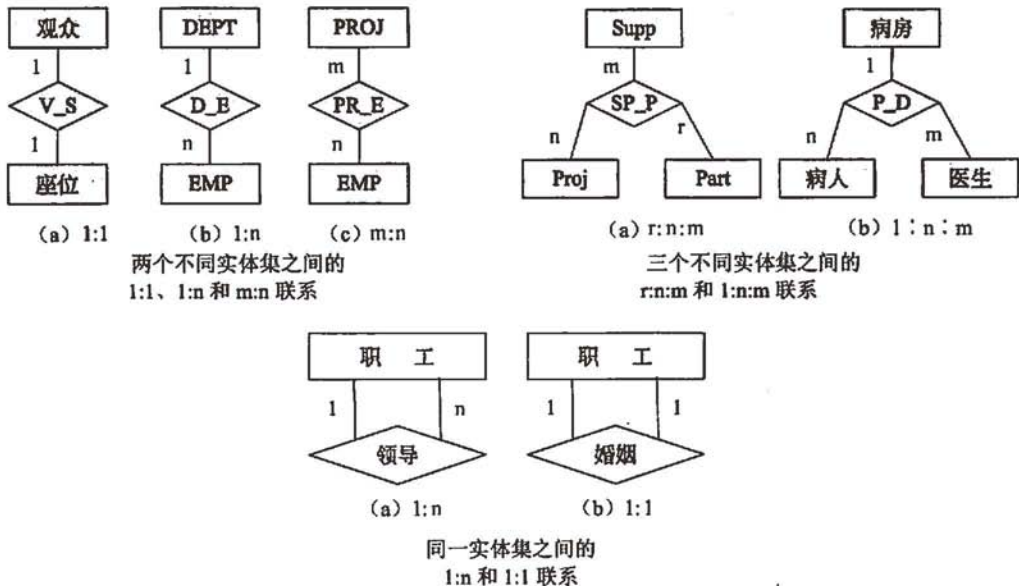 观众 DEPT PROJ Supp 病房
1 1 m m 1
V_S D_E PR_E SP_P P_D
1 n n n r n m
座位 EMP EMP Proj Part 病人 医生
(a) 1:1 (b) 1:n (c) m:n (a) r:n:m (b) 1:n:m
两个不同实体集之间的
1:1、1:n 和 m:n 联系
三个不同实体集之间的
r:n:m 和 1:n:m 联系
职 工 职 工
1 n 1 1
领导 婚姻
(a) 1:n (b) 1:1
同一实体集之间的
1:n 和 1:1 联系